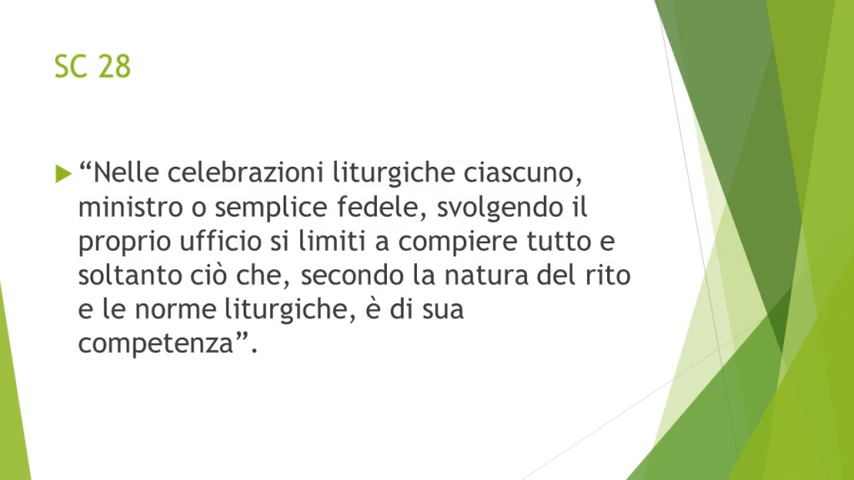 SC 28
“Nelle celebrazioni liturgiche ciascuno,
ministro o semplice fedele, svolgendo il
proprio ufficio si limiti a compiere tutto e
soltanto ciò che, secondo la natura del rito
e le norme liturgiche, è di sua
competenza”.